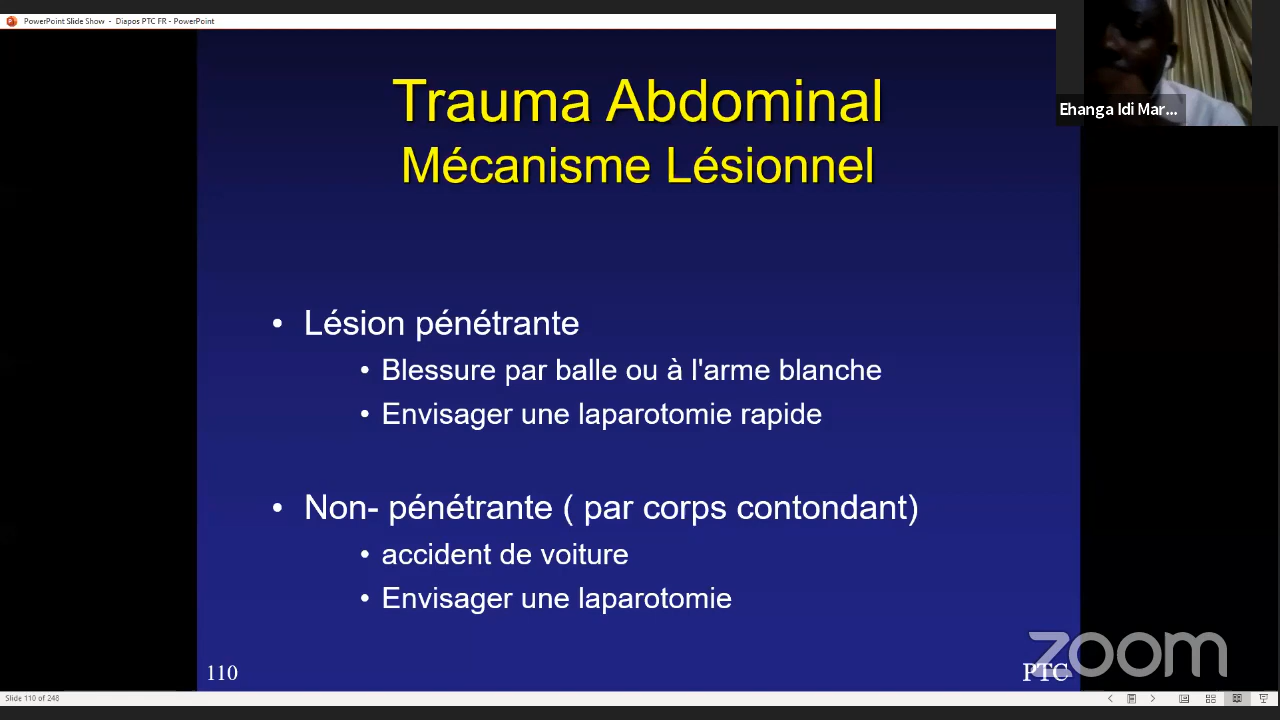 PowerPoint Slide Show - Diapos PTC FR - PowerPoint
Ehanga Idi Mar...
Trauma Abdominal
Mécanisme Lésionnel
• Lésion pénétrante
• Blessure par balle ou à l'arme blanche
• Envisager une laparotomie rapide
• Non- pénétrante ( par corps contondant)
• accident de voiture
• Envisager une laparotomie
110
PTC
zoom
Slide 110 of 248